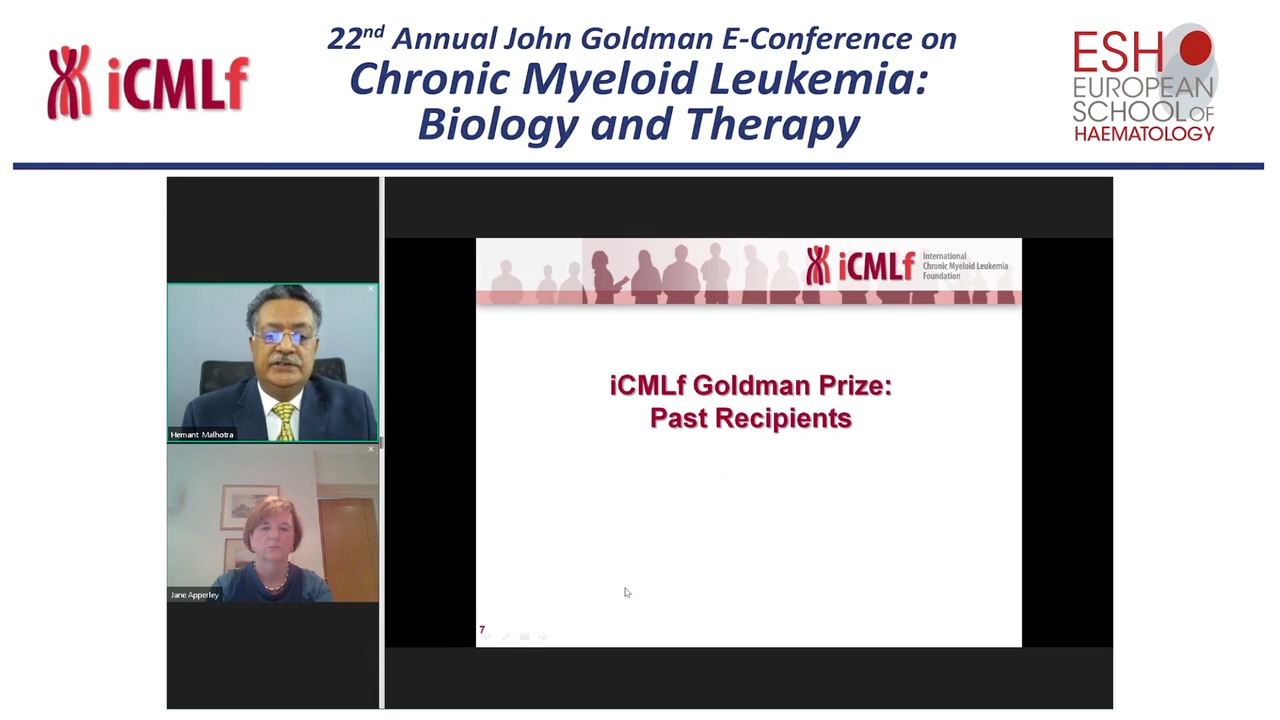 iCMLf
22nd Annual John Goldman E-Conference on
Chronic Myeloid Leukemia:
Biology and Therapy
ESH
EUROPEAN
SCHOOL OF
HAEMATOLOGY
Hemant Malhotra
Jane Apperley
iCMLf
International
Chronic Myeloid Leukemia
Foundation
iCMLf Goldman Prize:
Past Recipients
7